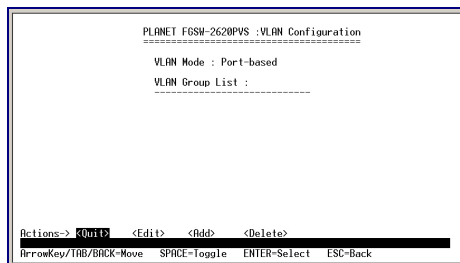 PLANET FGSW-2620PVS :VLAN Configuration
========================================
VLAN Mode : Port-based
VLAN Group List :
----------------------------
Actions-> <Quit> <Edit> <Add> <Delete>
ArrowKey/TAB/BACK=Move SPACE=Toggle ENTER=Select ESC=Back